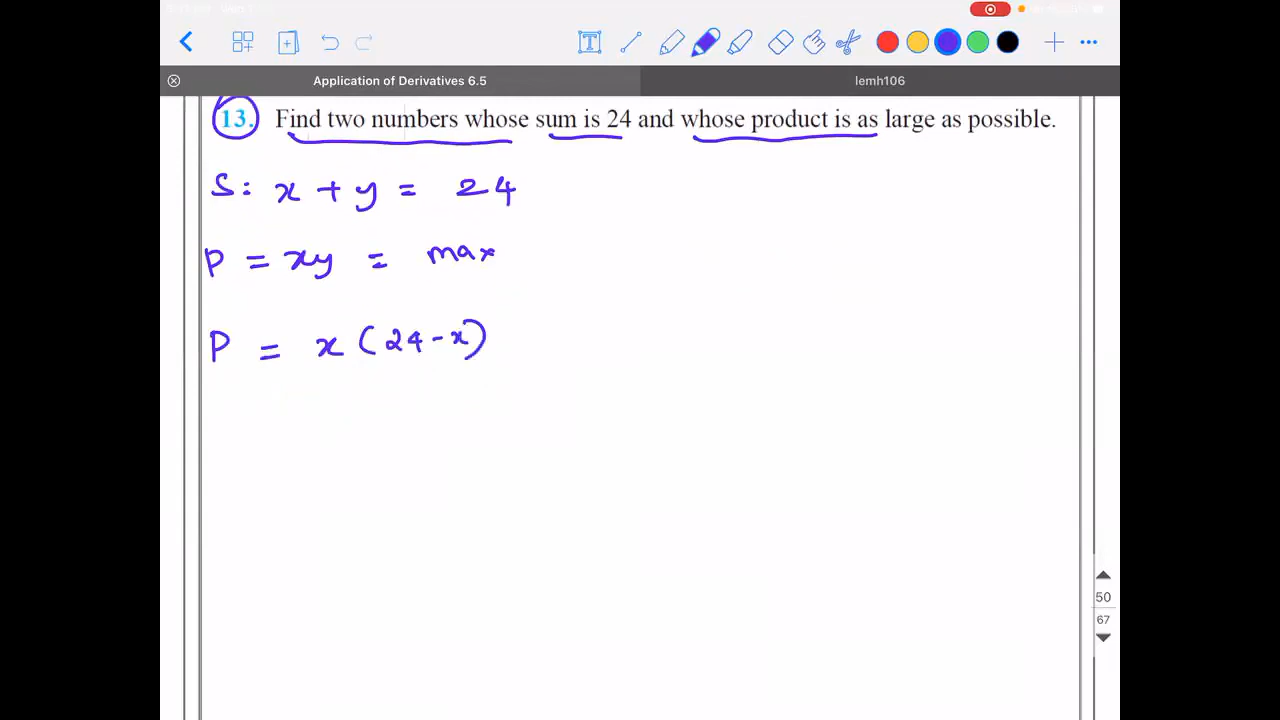 Application of Derivatives 6.5
lemh106
13. Find two numbers whose sum is 24 and whose product is as large as possible.
S: x + y = 24
P = xy = max
P = x (24 - x)
50
67